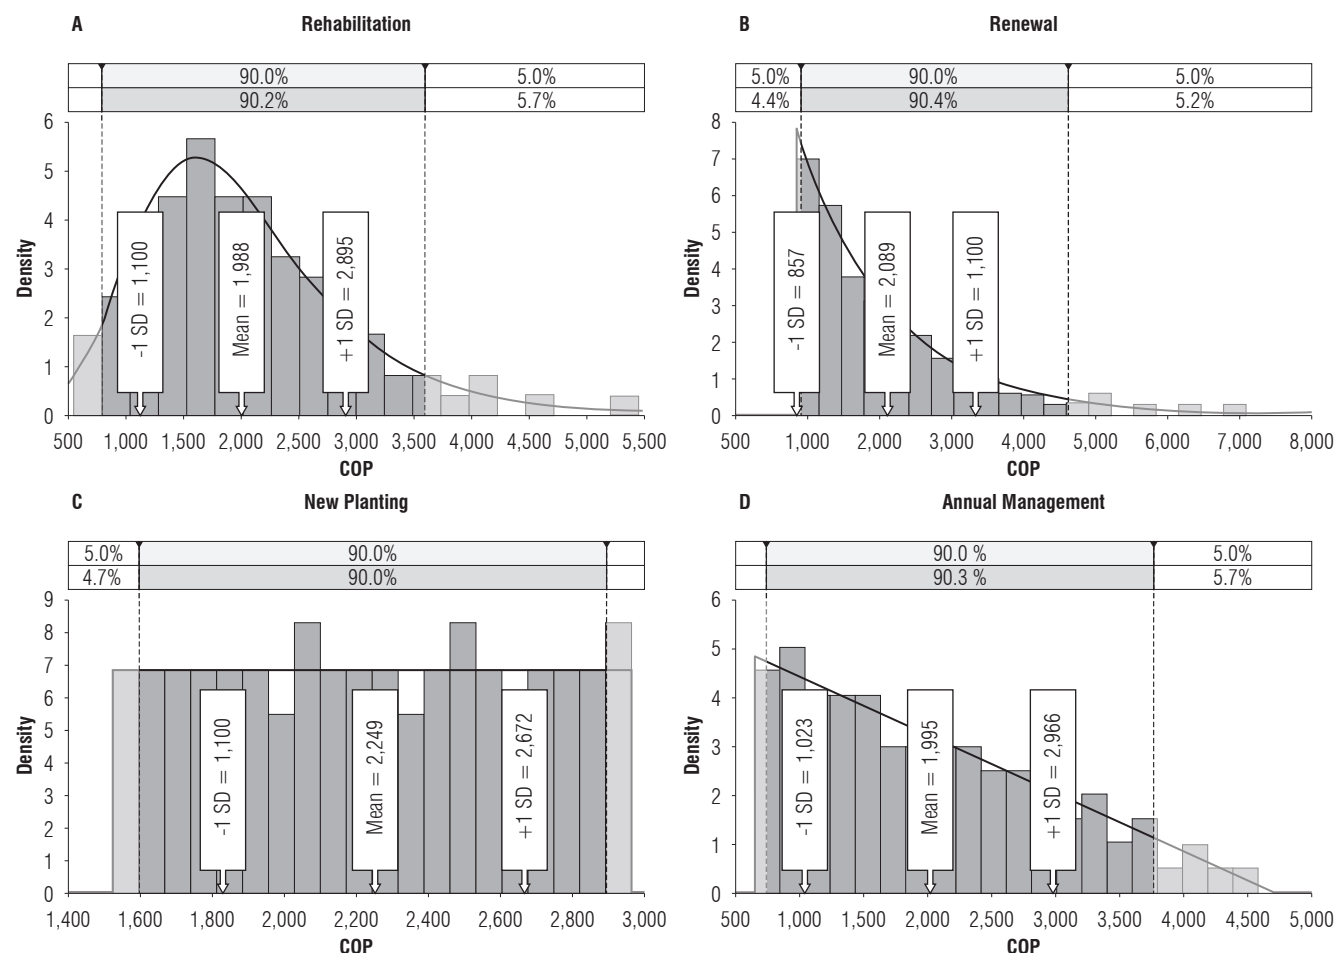 A Rehabilitation
90.0% 5.0%
90.2% 5.7%
6
5
4
3
2
1
0
Density
-1 SD = 1,100
Mean = 1,988
+1 SD = 2,895
500 1,000 1,500 2,000 2,500 3,000 3,500 4,000 4,500 5,000 5,500
COP
B Renewal
5.0% 90.0% 5.0%
4.4% 90.4% 5.2%
8
7
6
5
4
3
2
1
0
Density
-1 SD = 857
Mean = 2,089
+1 SD = 1,100
500 1,000 2,000 3,000 4,000 5,000 6,000 7,000 8,000
COP
C New Planting
5.0% 90.0%
4.7% 90.0%
9
8
7
6
5
4
3
2
1
0
Density
-1 SD = 1,100
Mean = 2,249
+1 SD = 2,672
1,400 1,600 1,800 2,000 2,200 2,400 2,600 2,800 3,000
COP
D Annual Management
90.0 % 5.0%
90.3 % 5.7%
6
5
4
3
2
1
0
Density
-1 SD = 1,023
Mean = 1,995
+1 SD = 2,966
500 1,000 1,500 2,000 2,500 3,000 3,500 4,000 4,500 5,000
COP